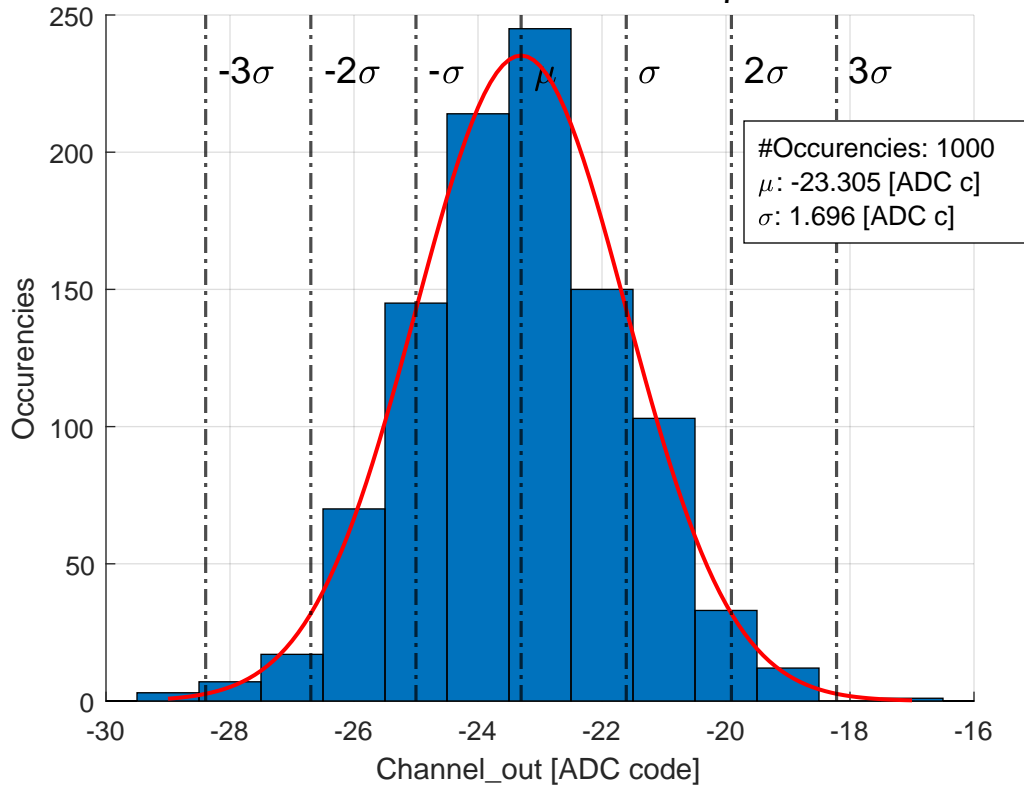 250
200
150
100
50
0
-3σ
-2σ
-σ
μ
σ
2σ
3σ
#Occurencies: 1000
μ: -23.305 [ADC c]
σ: 1.696 [ADC c]
Occurencies
-30
-28
-26
-24
-22
-20
-18
-16
Channel_out [ADC code]